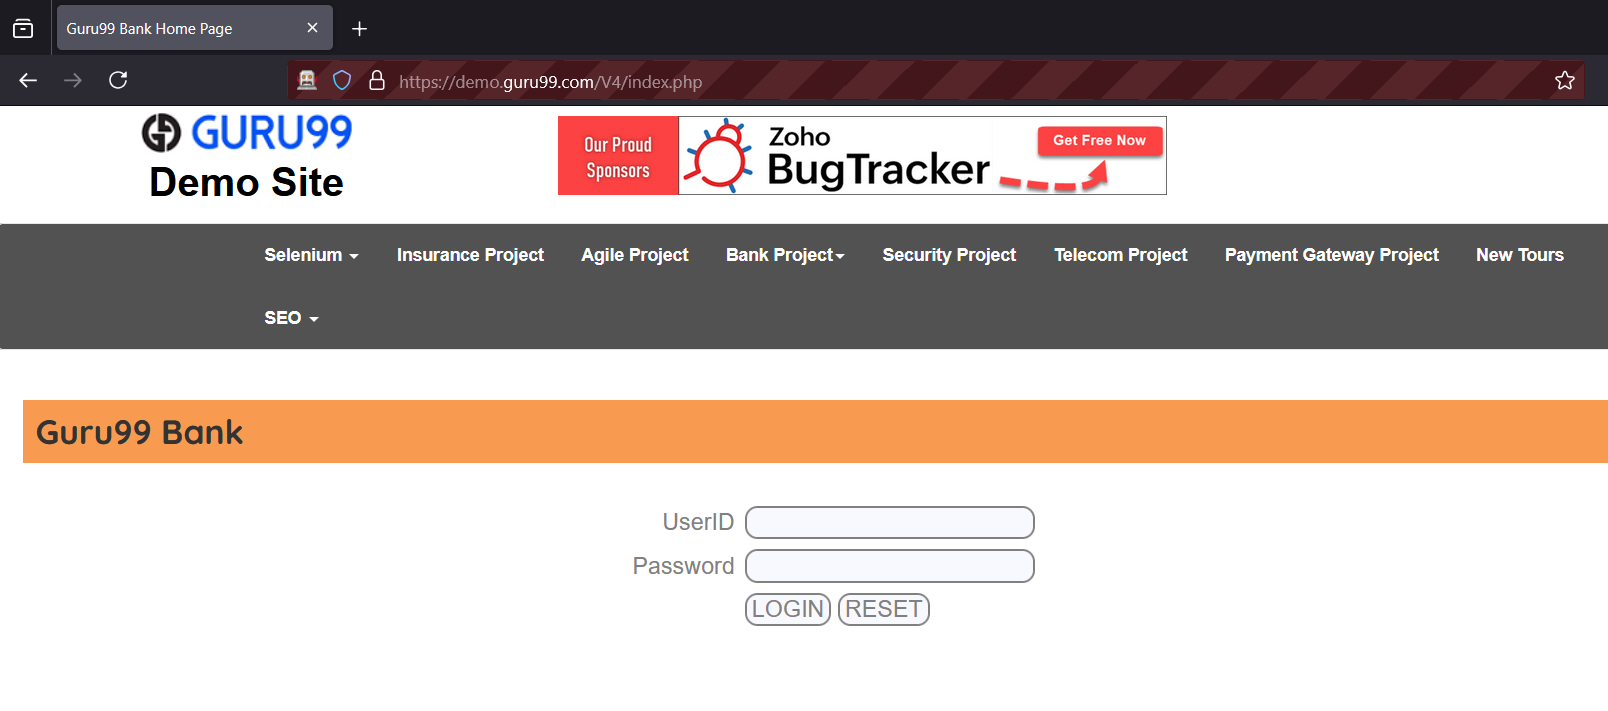 Guru99 Bank Home Page
https://demo.guru99.com/V4/index.php
GURU99
Demo Site
Our Proud
Sponsors
Zoho
BugTracker
Get Free Now
Selenium Insurance Project Agile Project Bank Project Security Project Telecom Project Payment Gateway Project New Tours
SEO
Guru99 Bank
UserID
Password
LOGIN RESET